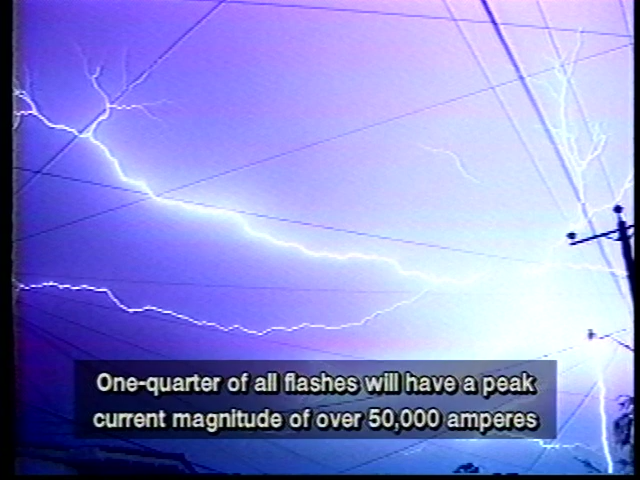 One-quarter of all flashes will have a peak
current magnitude of over 50,000 amperes